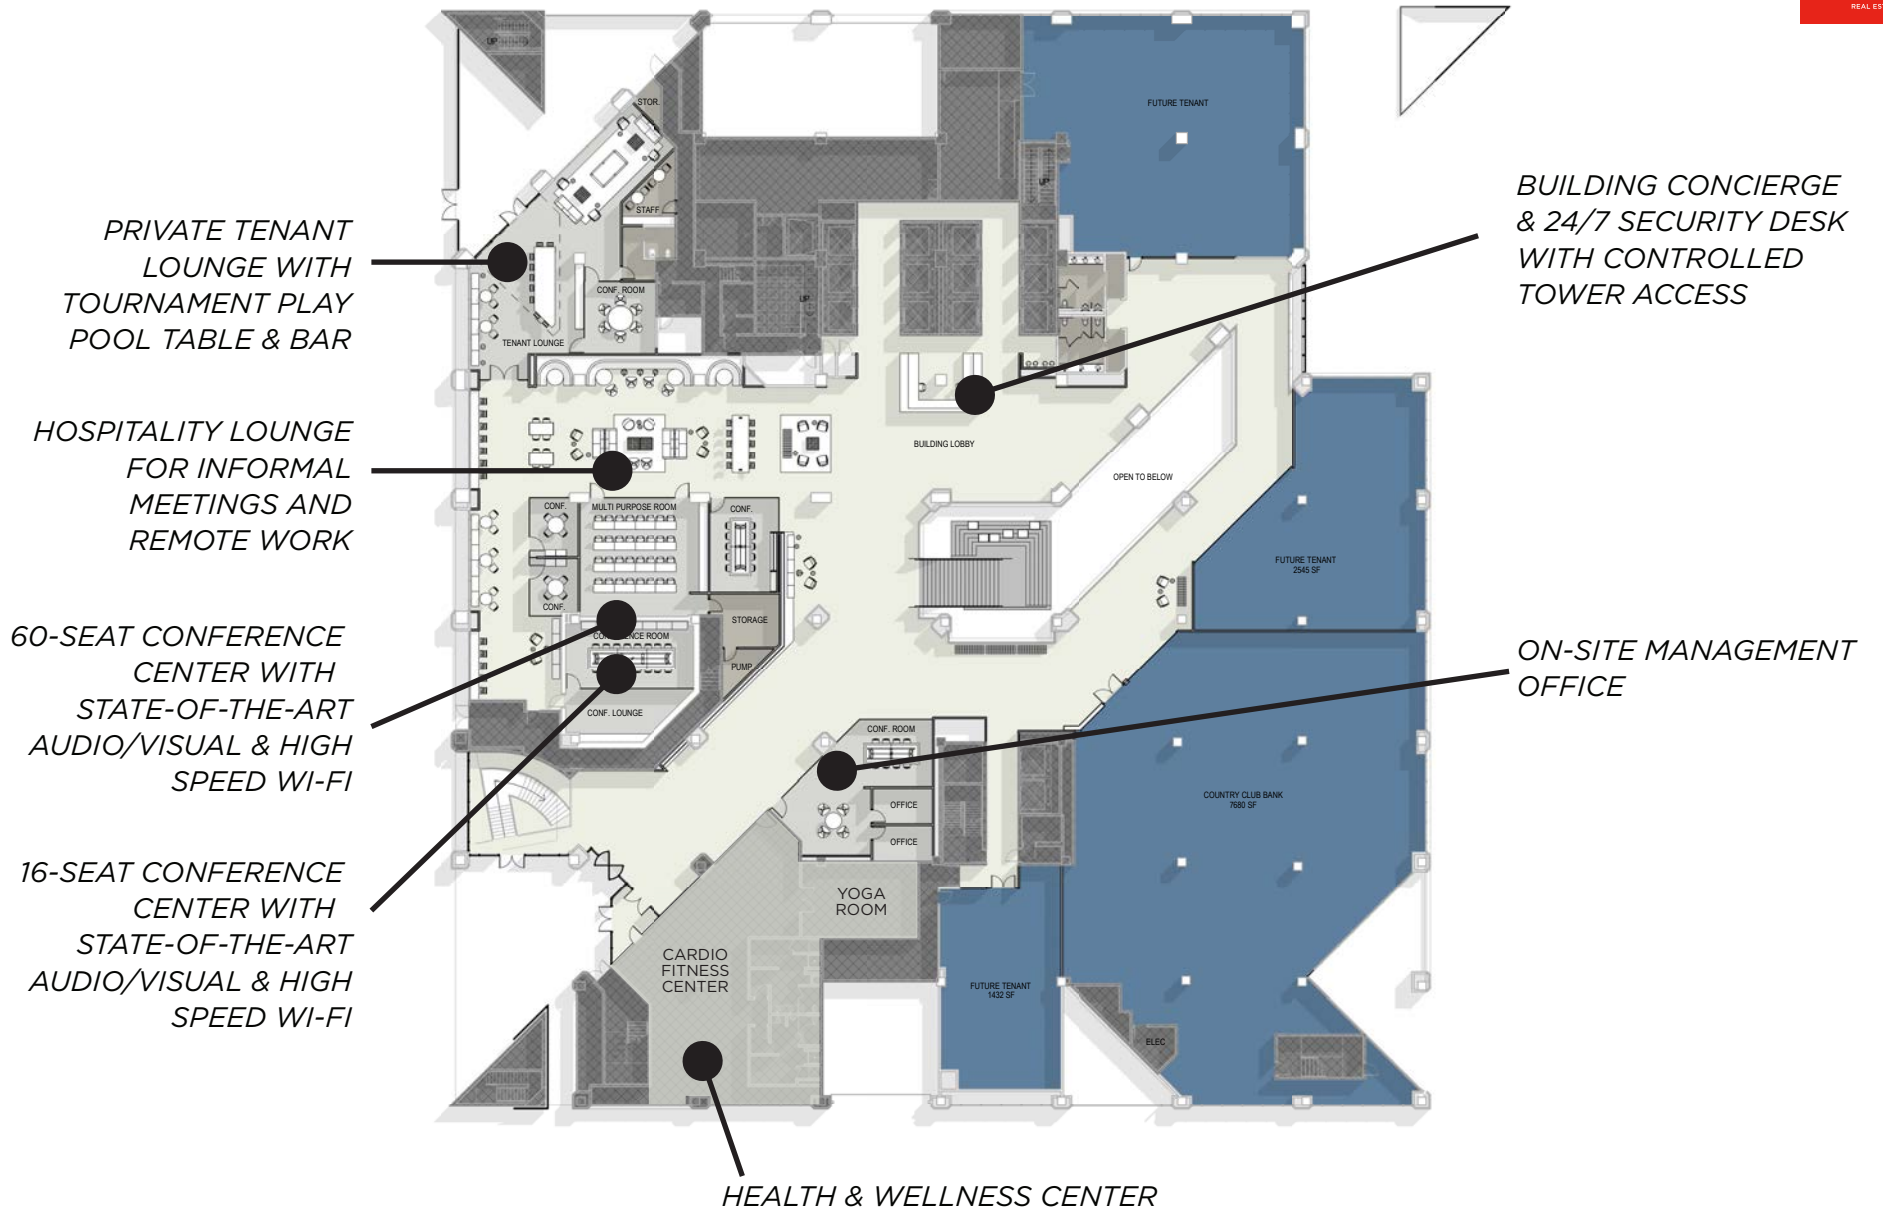 REAL ES
UP
STOR.
FUTURE TENANT
UP
STAFF
PRIVATE TENANT
LOUNGE WITH
TOURNAMENT PLAY
POOL TABLE & BAR
BUILDING CONCIERGE
& 24/7 SECURITY DESK
WITH CONTROLLED
TOWER ACCESS
CONF. ROOM
UP
TENANT LOUNGE
HOSPITALITY LOUNGE
FOR INFORMAL
MEETINGS AND
REMOTE WORK
BUILDING LOBBY
OPEN TO BELOW
CONF.
MULTI PURPOSE ROOM
CONF.
FUTURE TENANT
2545 SF
CONF.
STORAGE
60-SEAT CONFERENCE
CENTER WITH
STATE-OF-THE-ART
AUDIO/VISUAL & HIGH
SPEED WI-FI
ROOM
PUMP
CONF. LOUNGE
ON-SITE MANAGEMENT
OFFICE
CONF. ROOM
OFFICE
OFFICE
COUNTRY CLUB BANK
7680 SF
16-SEAT CONFERENCE
CENTER WITH
STATE-OF-THE-ART
AUDIO/VISUAL & HIGH
SPEED WI-FI
YOGA
ROOM
CARDIO
FITNESS
CENTER
FUTURE TENANT
1432 SF
ELEC
HEALTH & WELLNESS CENTER